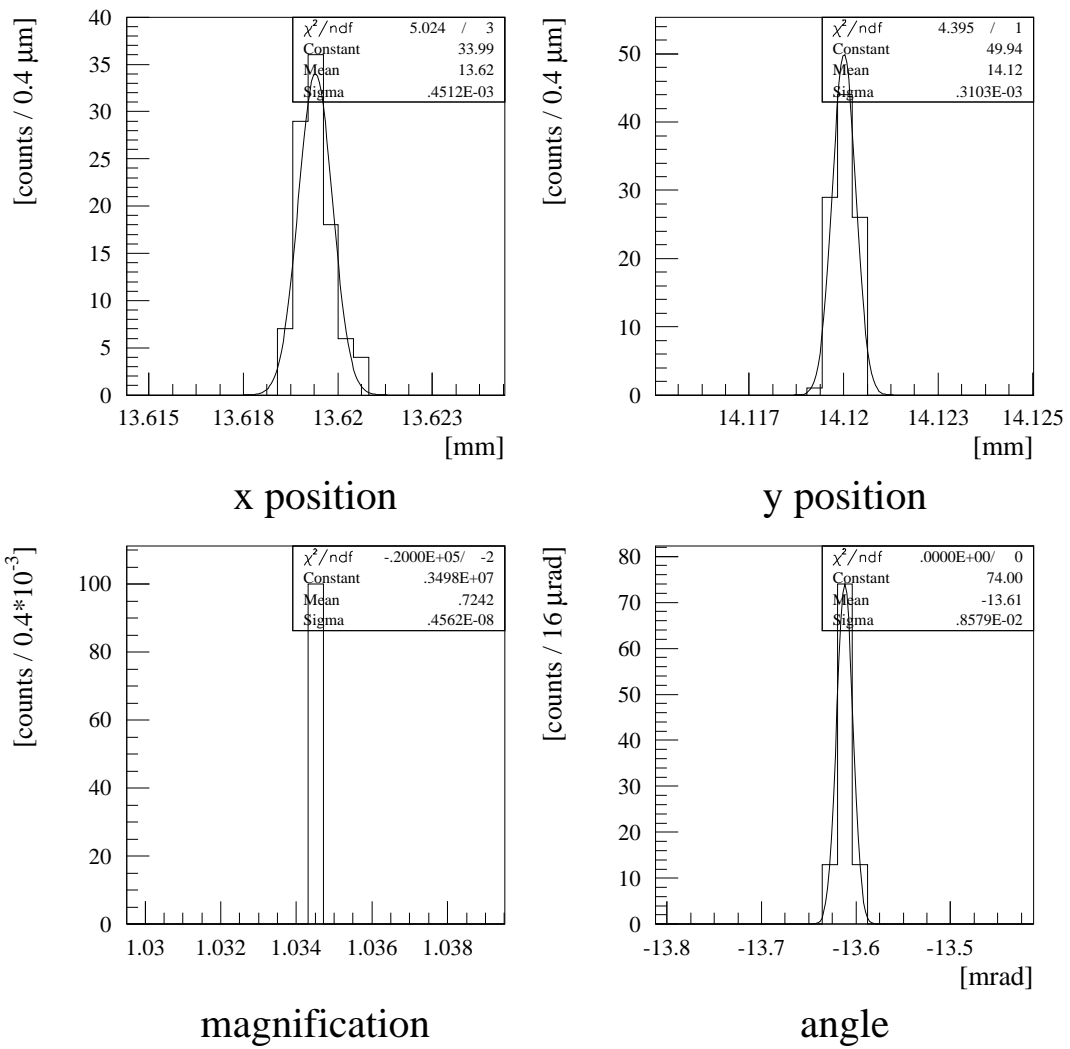 [counts / 0.4 μm]
40
35
30
25
20
15
10
5
0
χ²/ndf 5.024 / 3
Constant 33.99
Mean 13.62
Sigma .4512E-03
13.615 13.618 13.62 13.623
[mm]
x position
[counts / 0.4 μm]
50
40
30
20
10
0
χ²/ndf 4.395 / 1
Constant 49.94
Mean 14.12
Sigma .3103E-03
14.117 14.12 14.123 14.125
[mm]
y position
[counts / 0.4*10⁻³]
100
80
60
40
20
0
χ²/ndf -.2000E+05/ -2
Constant .3498E+07
Mean .7242
Sigma .4562E-08
1.03 1.032 1.034 1.036 1.038
magnification
[counts / 16 μrad]
80
70
60
50
40
30
20
10
0
χ²/ndf .0000E+00/ 0
Constant 74.00
Mean -13.61
Sigma .8579E-02
-13.8 -13.7 -13.6 -13.5
[mrad]
angle